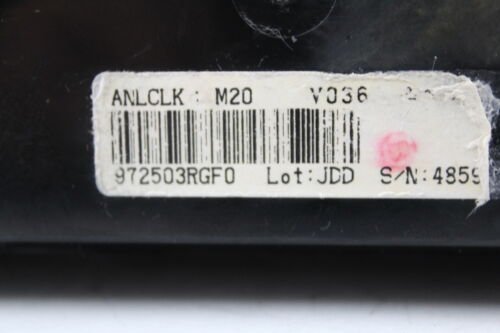 ANLCLK : M20 V036
972503RGF0 Lot:JDD S/N:4859